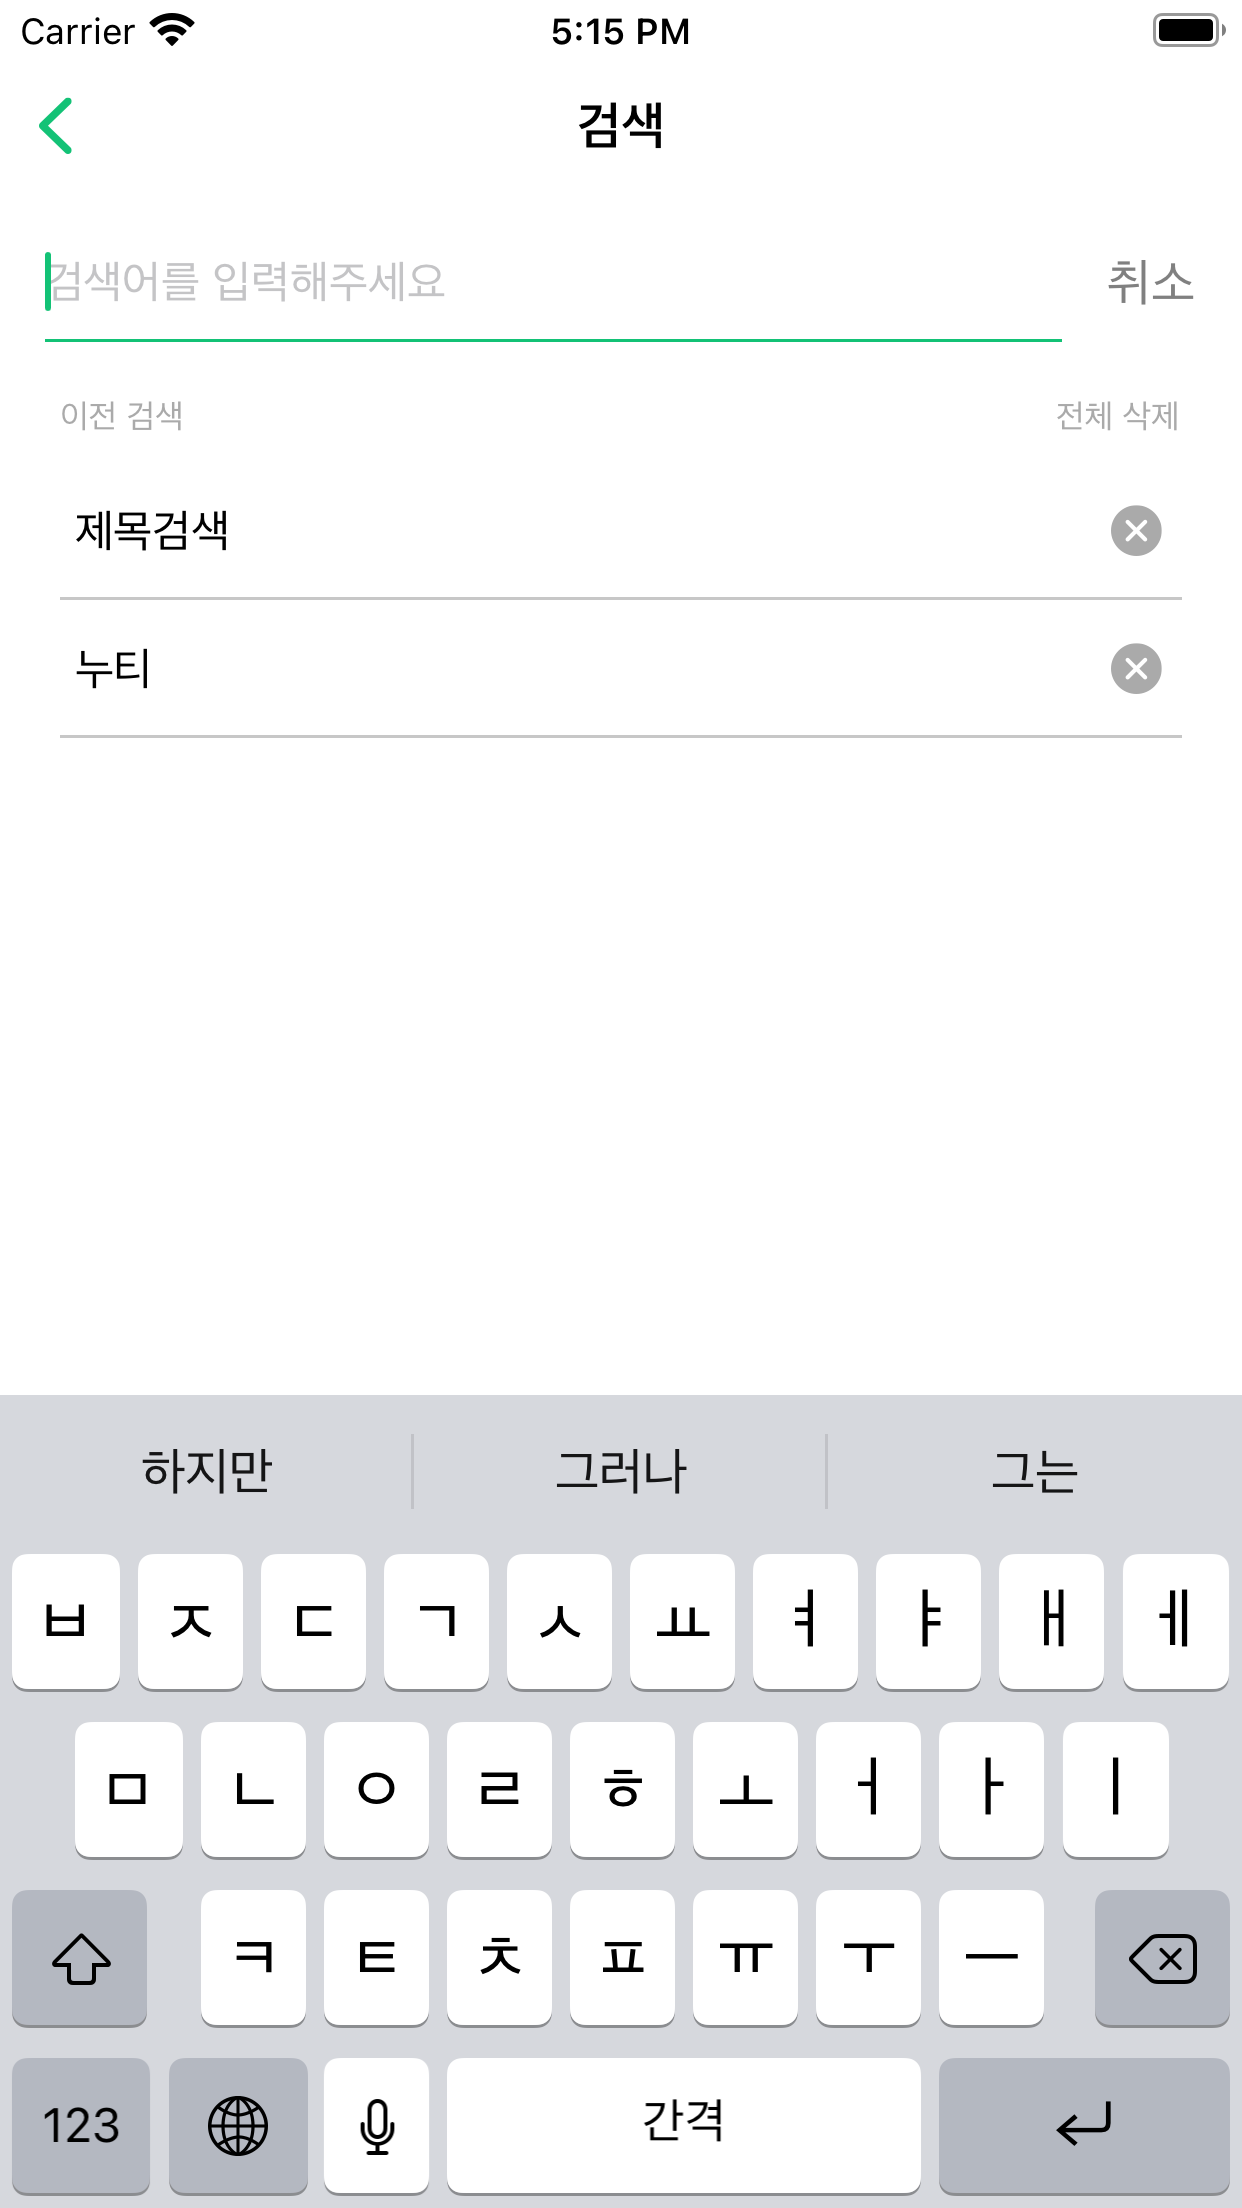 Carrier 5:15 PM
검색
검색어를 입력해주세요 취소
이전 검색 전체 삭제
제목검색
누티
하지만 그러나 그는
ㅂ ㅈ ㄷ ㄱ ㅅ ㅛ ㅕ ㅑ ㅐ ㅔ
ㅁ ㄴ ㅇ ㄹ ㅎ ㅗ ㅓ ㅏ ㅣ
ㅋ ㅌ ㅊ ㅍ ㅠ ㅜ ㅡ
123 간격